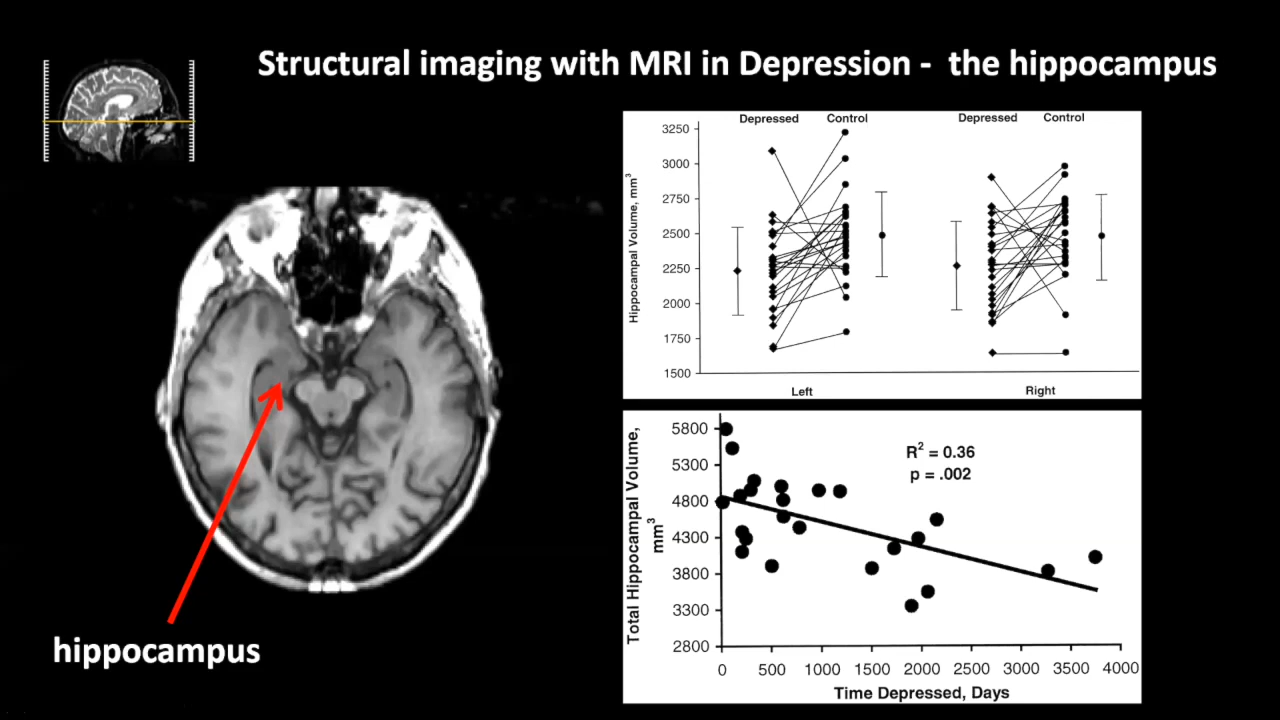 Structural imaging with MRI in Depression - the hippocampus
Depressed Control Depressed Control
Hippocampal Volume, mm³
3250
3000
2750
2500
2250
2000
1750
1500
Left Right
hippocampus
Total Hippocampal Volume,
mm³
R² = 0.36
p = .002
5800
5300
4800
4300
3800
3300
2800
0 500 1000 1500 2000 2500 3000 3500 4000
Time Depressed, Days